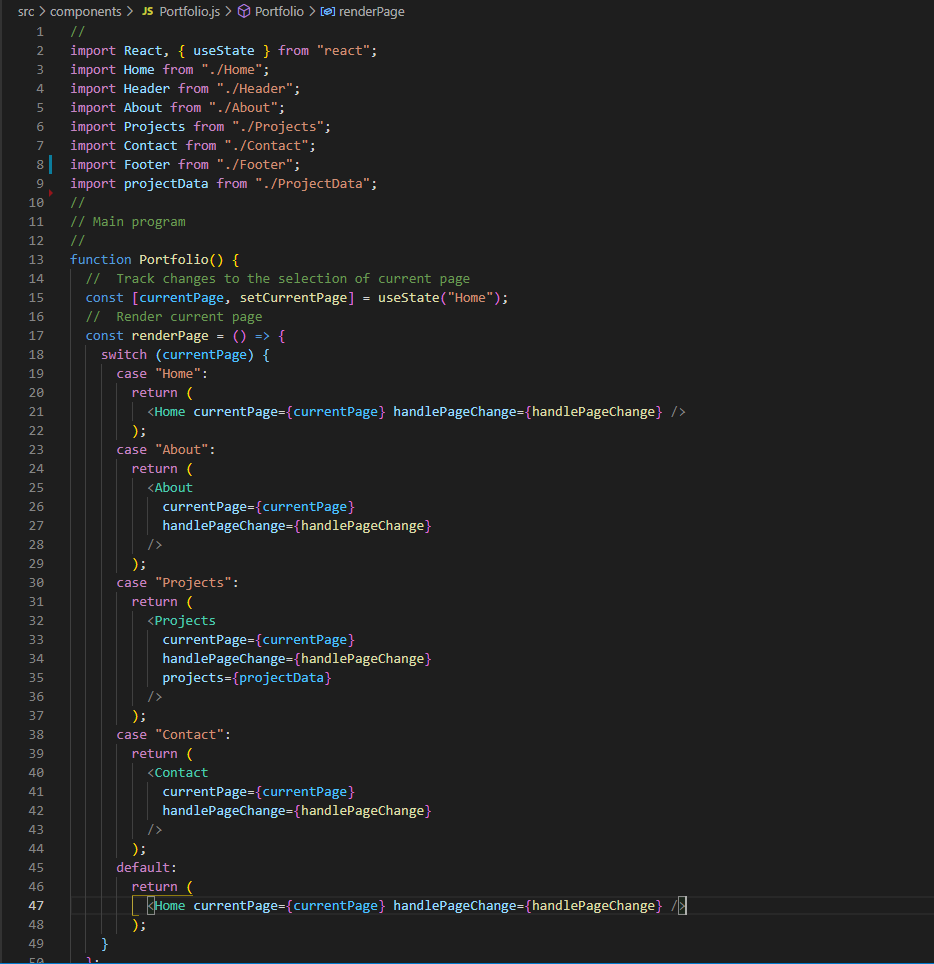 src > components > JS Portfolio.js > Portfolio > renderPage
1 //
2 import React, { useState } from "react";
3 import Home from "./Home";
4 import Header from "./Header";
5 import About from "./About";
6 import Projects from "./Projects";
7 import Contact from "./Contact";
8 import Footer from "./Footer";
9 import projectData from "./ProjectData";
10 //
11 // Main program
12 //
13 function Portfolio() {
14   //  Track changes to the selection of current page
15   const [currentPage, setCurrentPage] = useState("Home");
16   //  Render current page
17   const renderPage = () => {
18     switch (currentPage) {
19       case "Home":
20         return (
21           <Home currentPage={currentPage} handlePageChange={handlePageChange} />
22         );
23       case "About":
24         return (
25           <About
26             currentPage={currentPage}
27             handlePageChange={handlePageChange}
28           />
29         );
30       case "Projects":
31         return (
32           <Projects
33             currentPage={currentPage}
34             handlePageChange={handlePageChange}
35             projects={projectData}
36           />
37         );
38       case "Contact":
39         return (
40           <Contact
41             currentPage={currentPage}
42             handlePageChange={handlePageChange}
43           />
44         );
45       default:
46         return (
47           <Home currentPage={currentPage} handlePageChange={handlePageChange} />
48         );
49     }
50   };